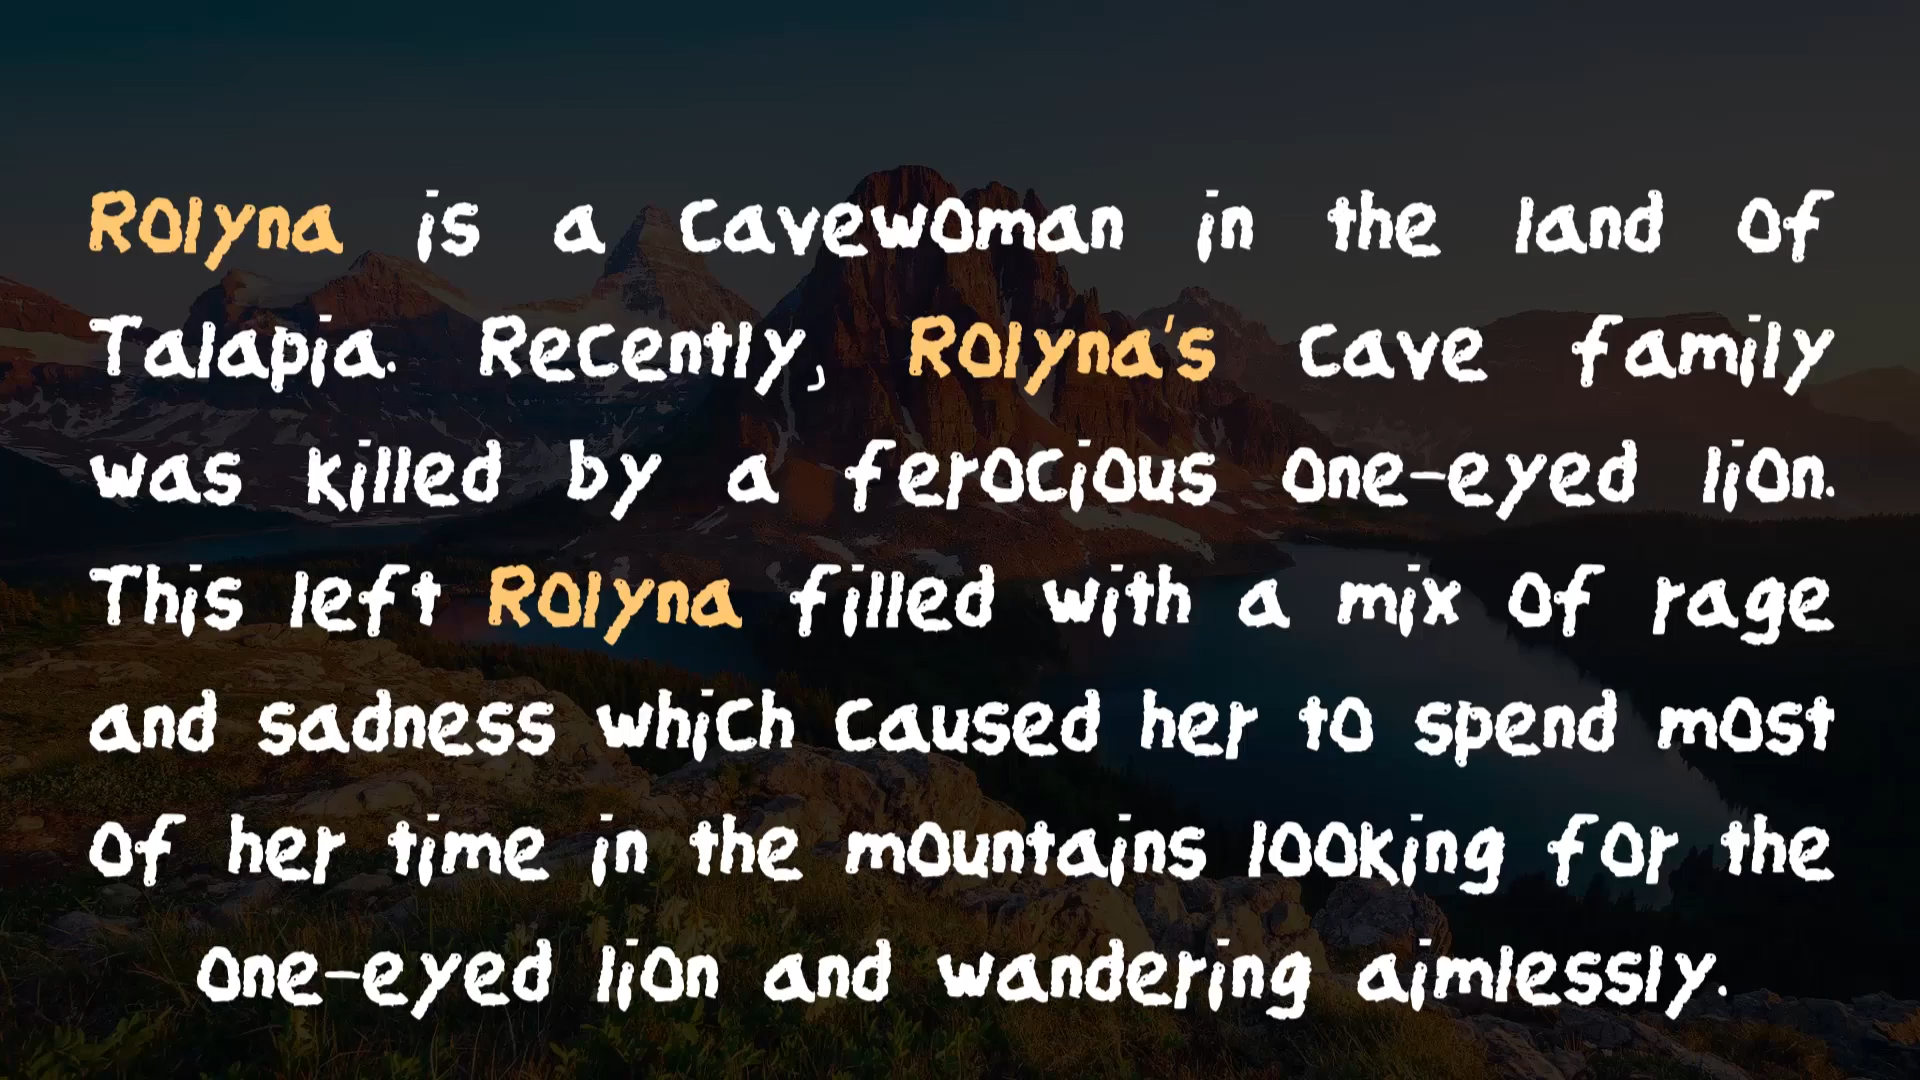 Rolyna is a cavewoman in the land of
Talapia. Recently, Rolyna's cave family
was killed by a ferocious one-eyed lion.
This left Rolyna filled with a mix of rage
and sadness which caused her to spend most
of her time in the mountains looking for the
one-eyed lion and wandering aimlessly.